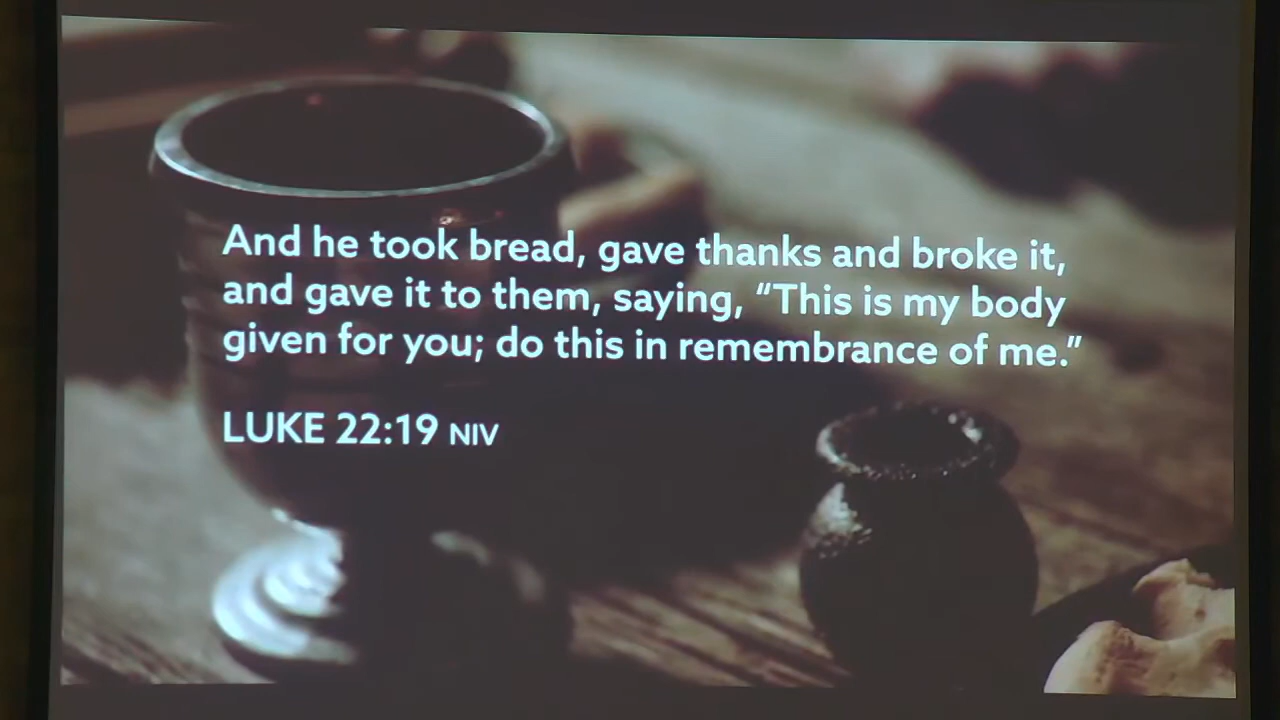 And he took bread, gave thanks and broke it,
and gave it to them, saying, “This is my body
given for you; do this in remembrance of me.”
LUKE 22:19 NIV